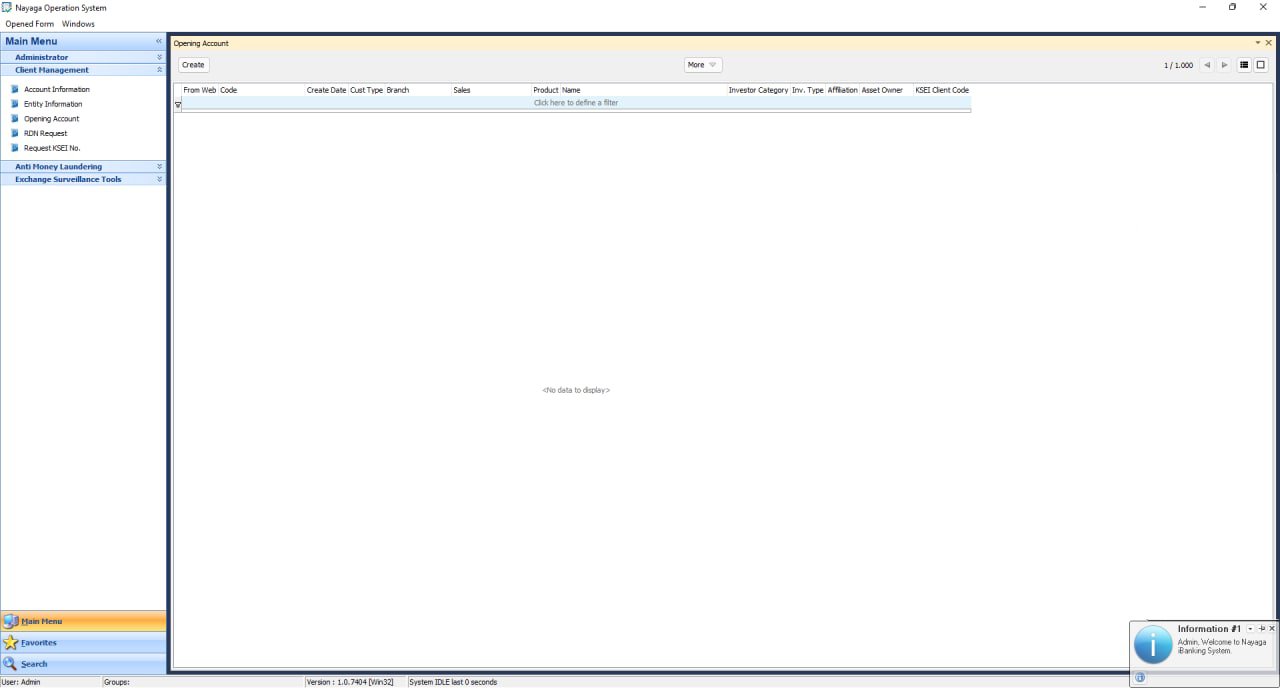 Nayaga Operation System
Opened Form Windows
Main Menu
Administrator
Client Management
Account Information
Entity Information
Opening Account
RDN Request
Request KSEI No.
Anti Money Laundering
Exchange Surveillance Tools
Opening Account
Create
More
1 / 1.000
From Web Code Create Date Cust Type Branch Sales Product Name Investor Category Inv. Type Affiliation Asset Owner KSEI Client Code
Click here to define a filter
<No data to display>
Main Menu
Favorites
Search
Information #1
Admin, Welcome to Nayaga
iBanking System.
User: Admin Groups: Version : 1.0.7404 [Win32] System IDLE last 0 seconds